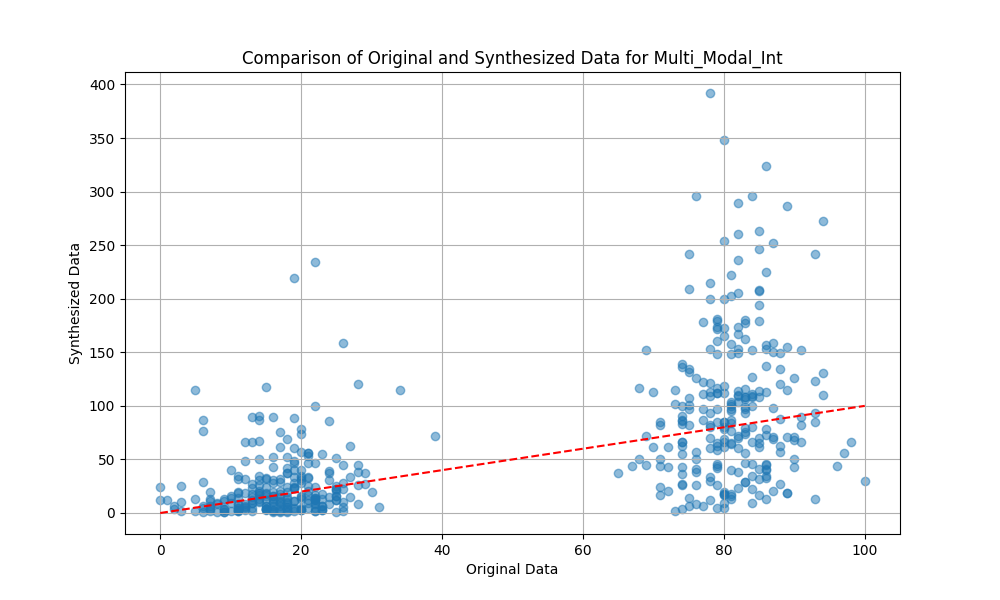 Comparison of Original and Synthesized Data for Multi_Modal_Int
400
350
300
250
200
150
100
50
0
Synthesized Data
0 20 40 60 80 100
Original Data